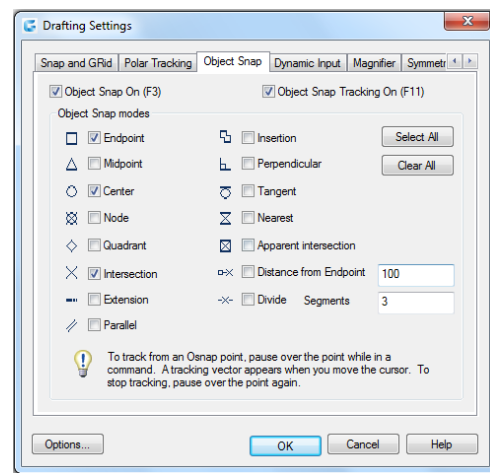 Drafting Settings
Snap and GRid Polar Tracking Object Snap Dynamic Input Magnifier Symmetr
Object Snap On (F3) Object Snap Tracking On (F11)
Object Snap modes
Endpoint Insertion Select All
Midpoint Perpendicular Clear All
Center Tangent
Node Nearest
Quadrant Apparent intersection
Intersection Distance from Endpoint 100
Extension Divide Segments 3
Parallel
To track from an Osnap point, pause over the point while in a
command. A tracking vector appears when you move the cursor. To
stop tracking, pause over the point again.
Options... OK Cancel Help